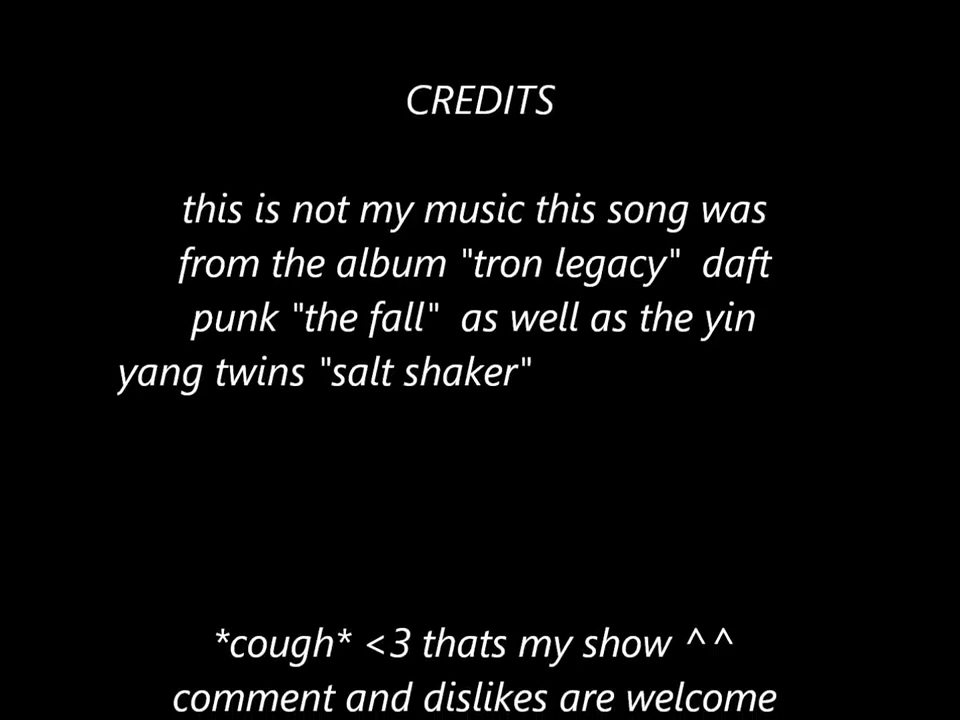 CREDITS
this is not my music this song was
from the album "tron legacy"  daft
punk "the fall"  as well as the yin
yang twins "salt shaker"
*cough* <3 thats my show ^^
comment and dislikes are welcome